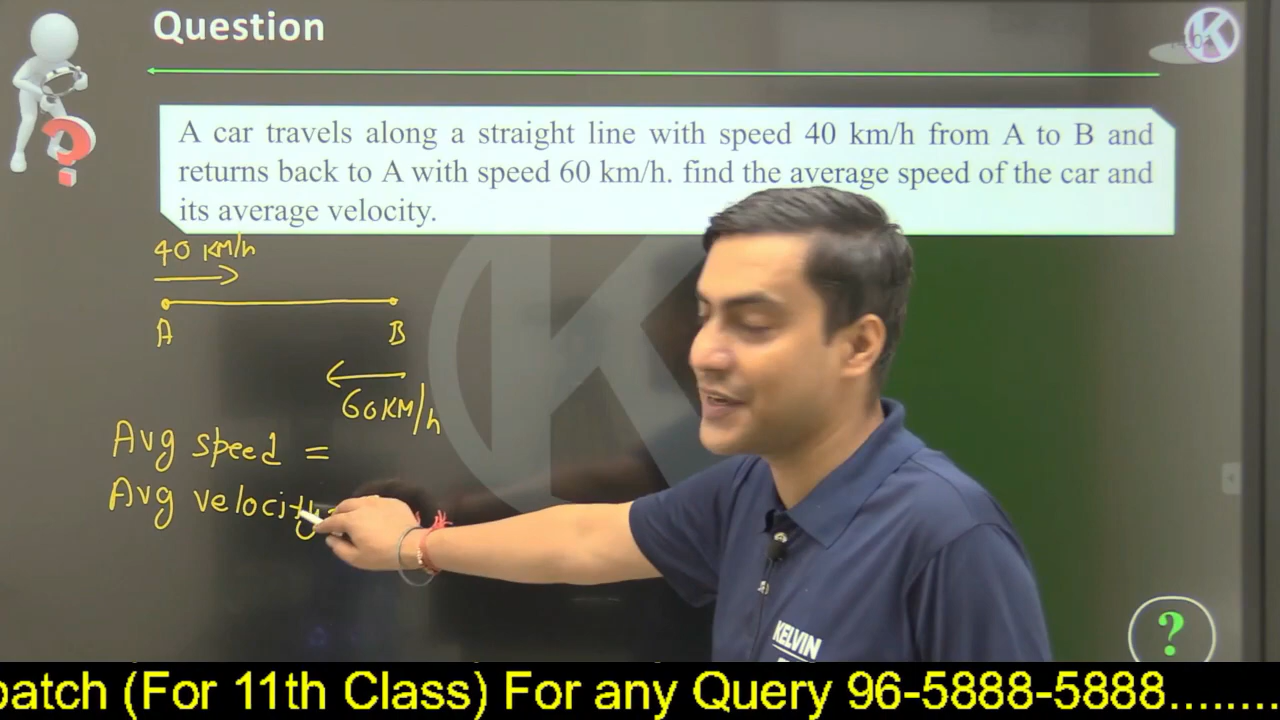 Question
A car travels along a straight line with speed 40 km/h from A to B and
returns back to A with speed 60 km/h. find the average speed of the car and
its average velocity.
40 KM/h
A B
60KM/h
Avg speed =
Avg velocity
KELVIN
?
batch (For 11th Class) For any Query 96-5888-5888........